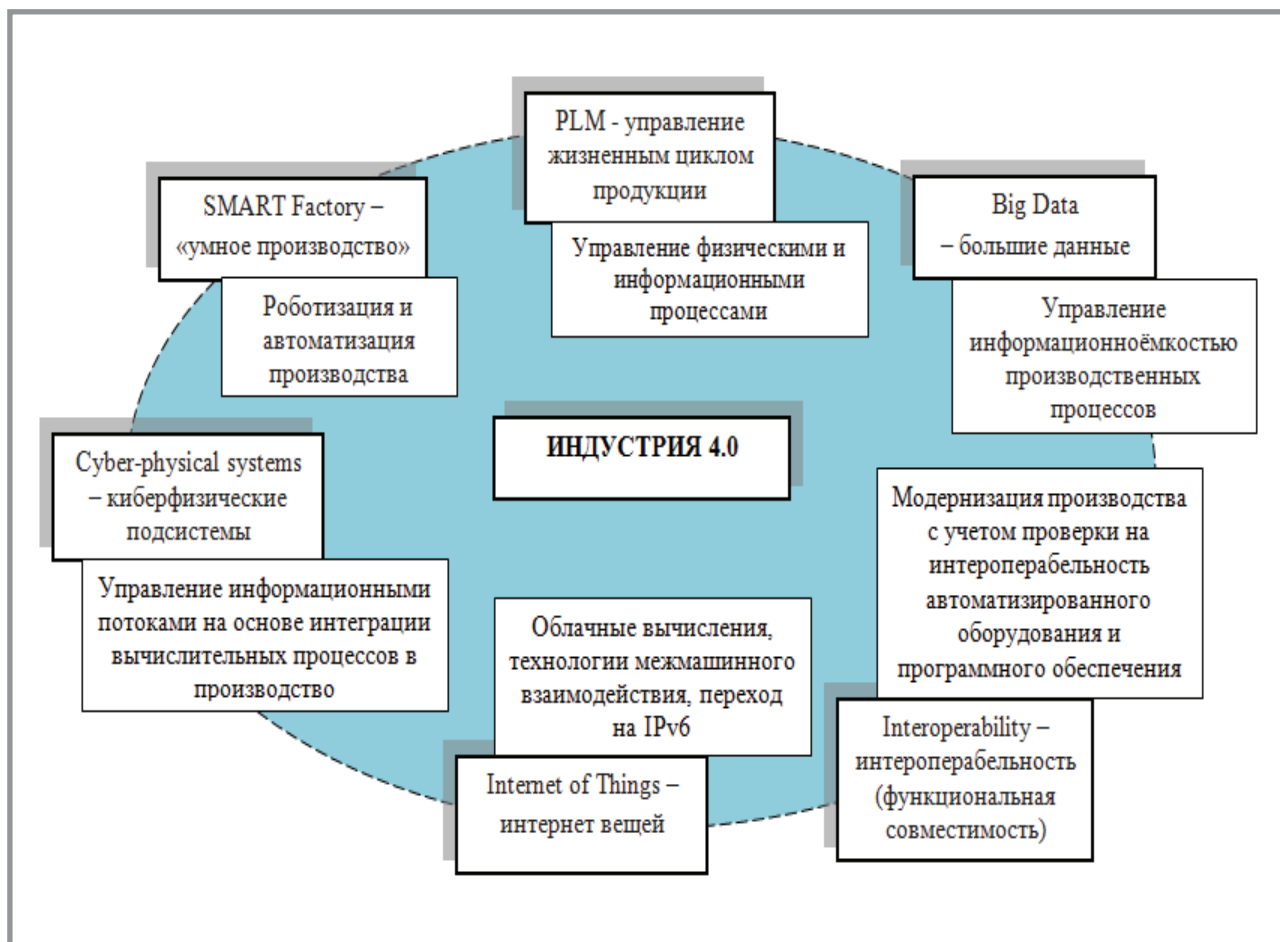 PLM - управление
жизненным циклом
продукции
Управление физическими и
информационными
процессами
SMART Factory –
«умное производство»
Роботизация и
автоматизация
производства
Big Data
– большие данные
Управление
информационноёмкостью
производственных
процессов
ИНДУСТРИЯ 4.0
Cyber-physical systems
– киберфизические
подсистемы
Управление информационными
потоками на основе интеграции
вычислительных процессов в
производство
Облачные вычисления,
технологии межмашинного
взаимодействия, переход
на IPv6
Internet of Things –
интернет вещей
Модернизация производства
с учетом проверки на
интероперабельность
автоматизированного
оборудования и
программного обеспечения
Interoperability –
интероперабельность
(функциональная
совместимость)